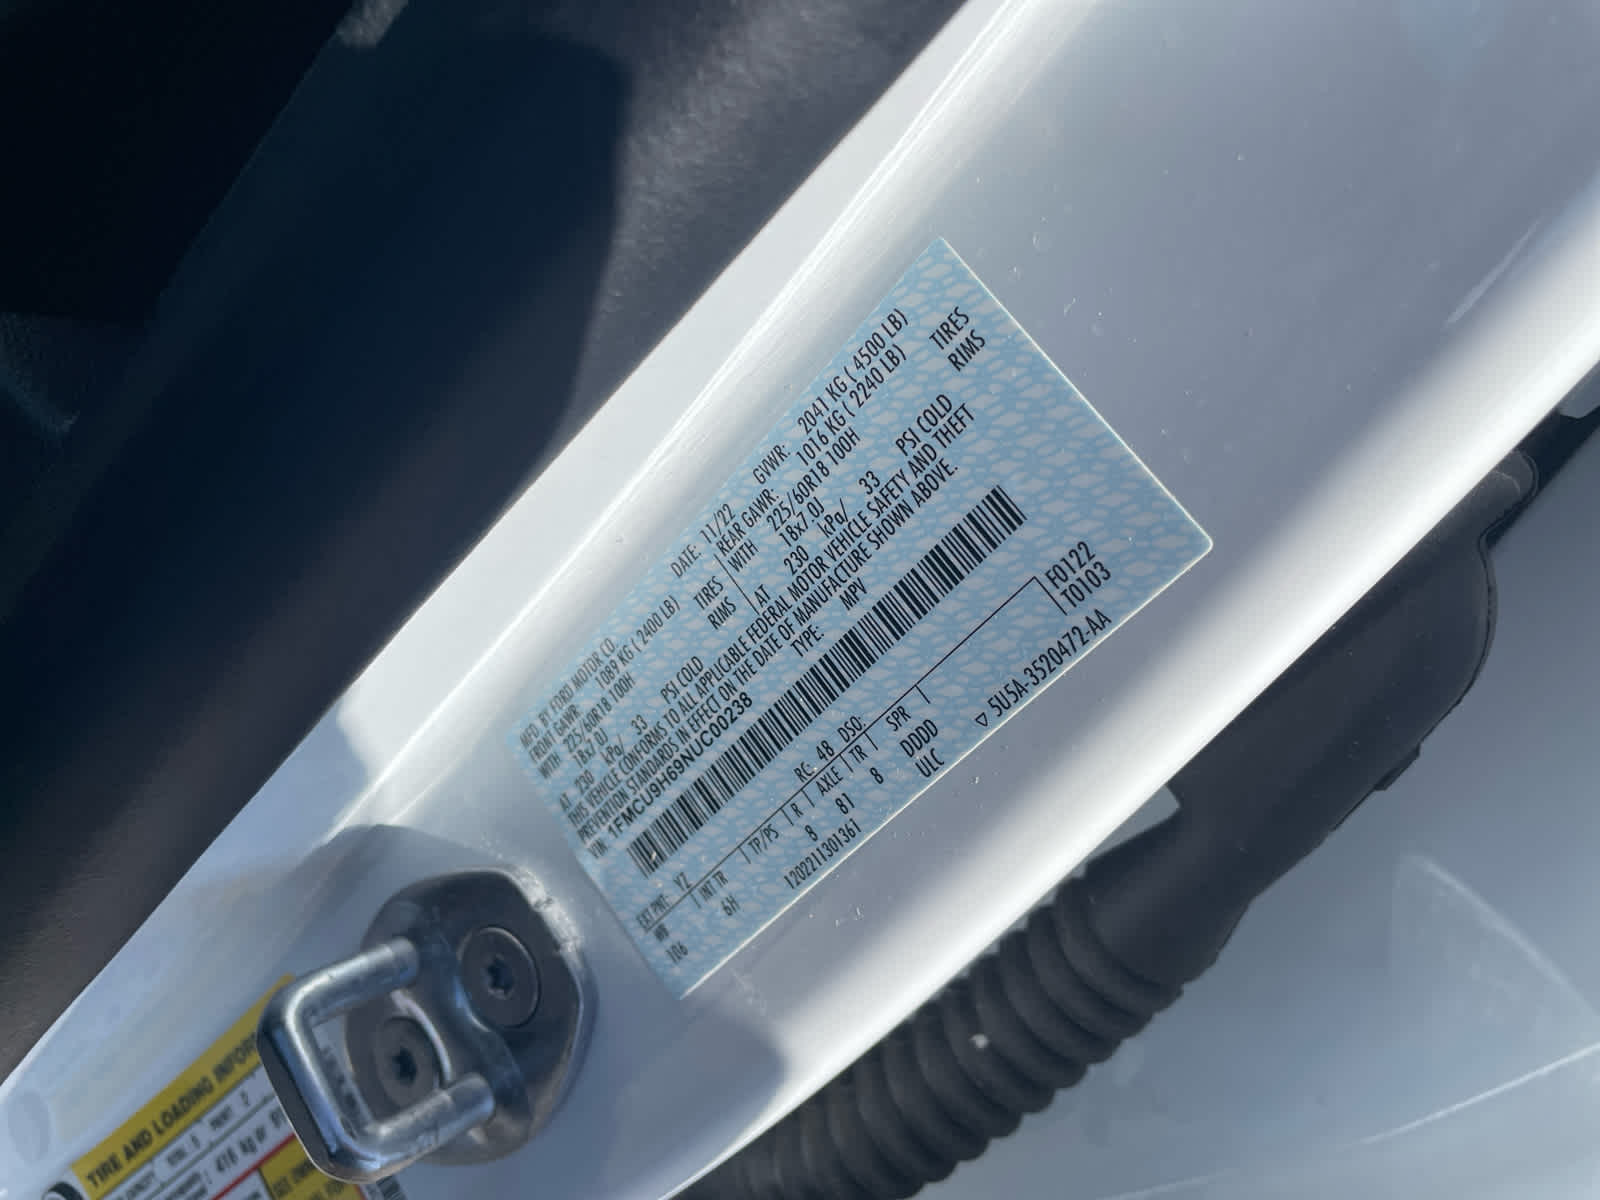 MFD. BY FORD MOTOR CO.
DATE: 11/22 GVWR: 2041 KG ( 4500 LB)
FRONT GAWR: 1089 KG ( 2400 LB) REAR GAWR: 1016 KG ( 2240 LB)
WITH 225/60R18 100H TIRES WITH 225/60R18 100H TIRES
18x7.0J RIMS 18x7.0J RIMS
AT 230 kPa/ 33 PSI COLD AT 230 kPa/ 33 PSI COLD
THIS VEHICLE CONFORMS TO ALL APPLICABLE FEDERAL MOTOR VEHICLE SAFETY AND THEFT
PREVENTION STANDARDS IN EFFECT ON THE DATE OF MANUFACTURE SHOWN ABOVE.
VIN: 1FMCU9H69NUC00238 TYPE: MPV
EXT PNT: YZ RC: 48 DSO: F0122
WB INT TR TP/PS R AXLE TR SPR T0103
106 6H 8 81 8 DDDD
1202211301361 ULC ▽ 5U5A-3520472-AA
TIRE AND LOADING
2
416 kg or